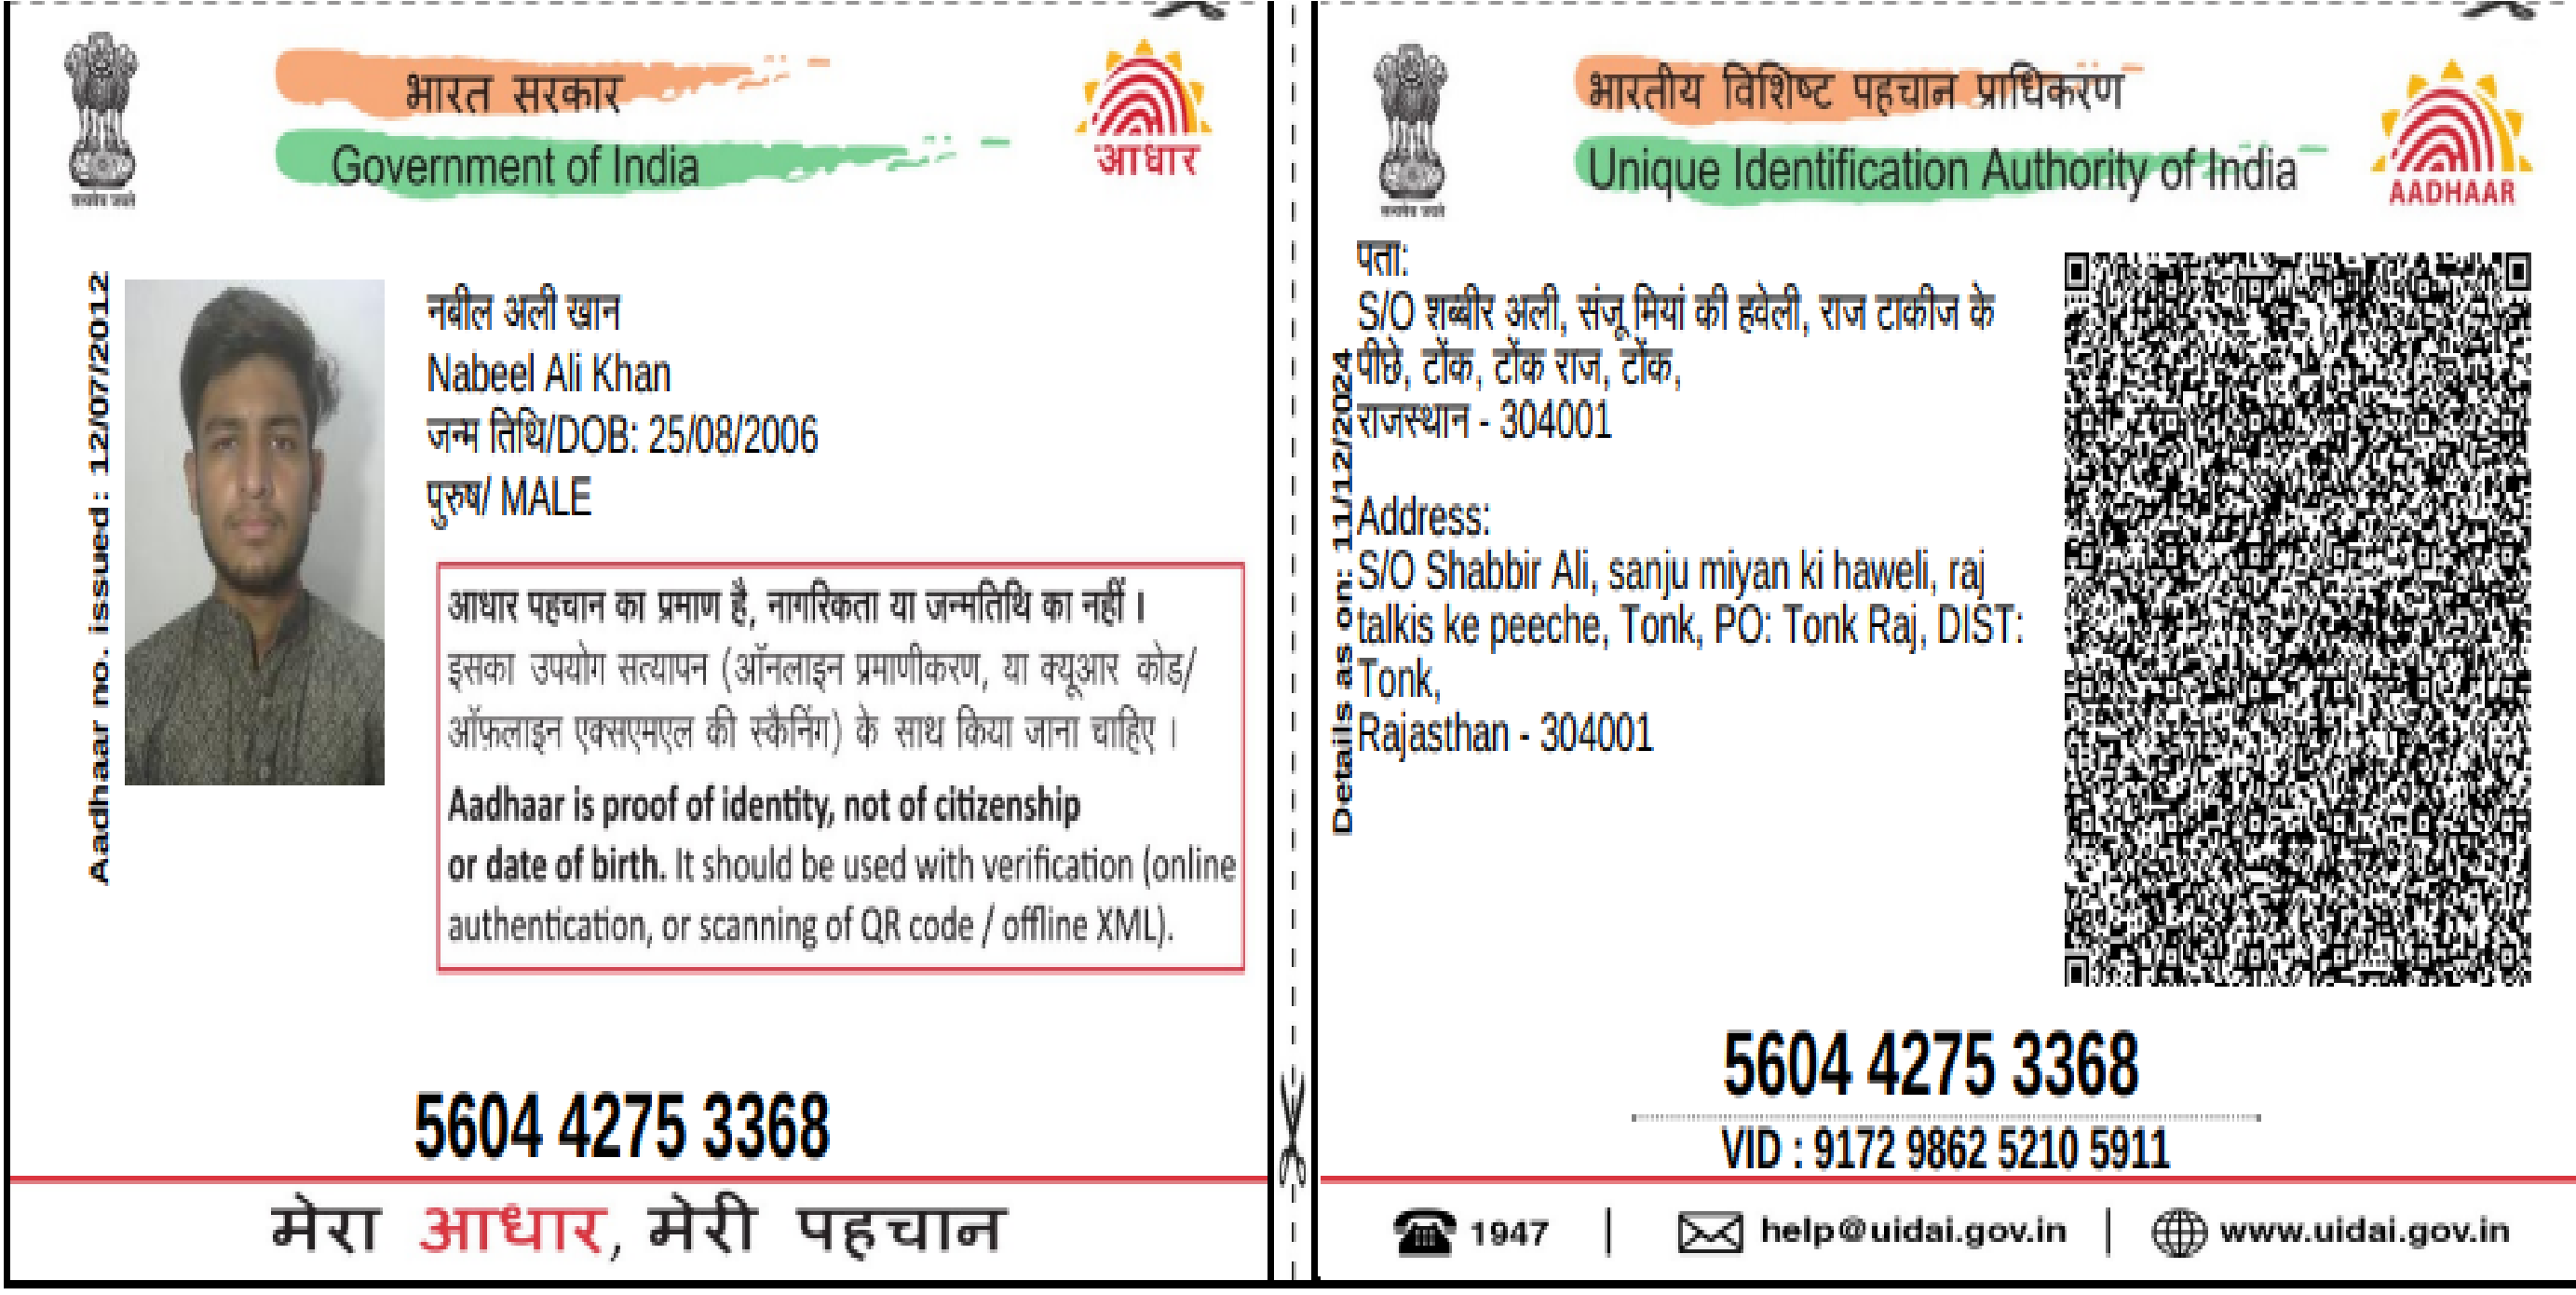 भारत सरकार
Government of India
आधार
Aadhaar no. issued: 12/07/2012
नबील अली खान
Nabeel Ali Khan
जन्म तिथि/DOB: 25/08/2006
पुरुष/ MALE
आधार पहचान का प्रमाण है, नागरिकता या जन्मतिथि का नहीं ।
इसका उपयोग सत्यापन (ऑनलाइन प्रमाणीकरण, या क्यूआर कोड/
ऑफ़लाइन एक्सएमएल की स्कैनिंग) के साथ किया जाना चाहिए ।
Aadhaar is proof of identity, not of citizenship
or date of birth. It should be used with verification (online
authentication, or scanning of QR code / offline XML).
5604 4275 3368
मेरा आधार, मेरी पहचान
भारतीय विशिष्ट पहचान प्राधिकरण
Unique Identification Authority of India
AADHAAR
Details as on: 11/12/2024
पता:
S/O शब्बीर अली, संजू मियां की हवेली, राज टाकीज के
पीछे, टोंक, टोंक राज, टोंक,
राजस्थान - 304001
Address:
S/O Shabbir Ali, sanju miyan ki haweli, raj
talkis ke peeche, Tonk, PO: Tonk Raj, DIST:
Tonk,
Rajasthan - 304001
5604 4275 3368
VID : 9172 9862 5210 5911
1947 | help@uidai.gov.in | www.uidai.gov.in